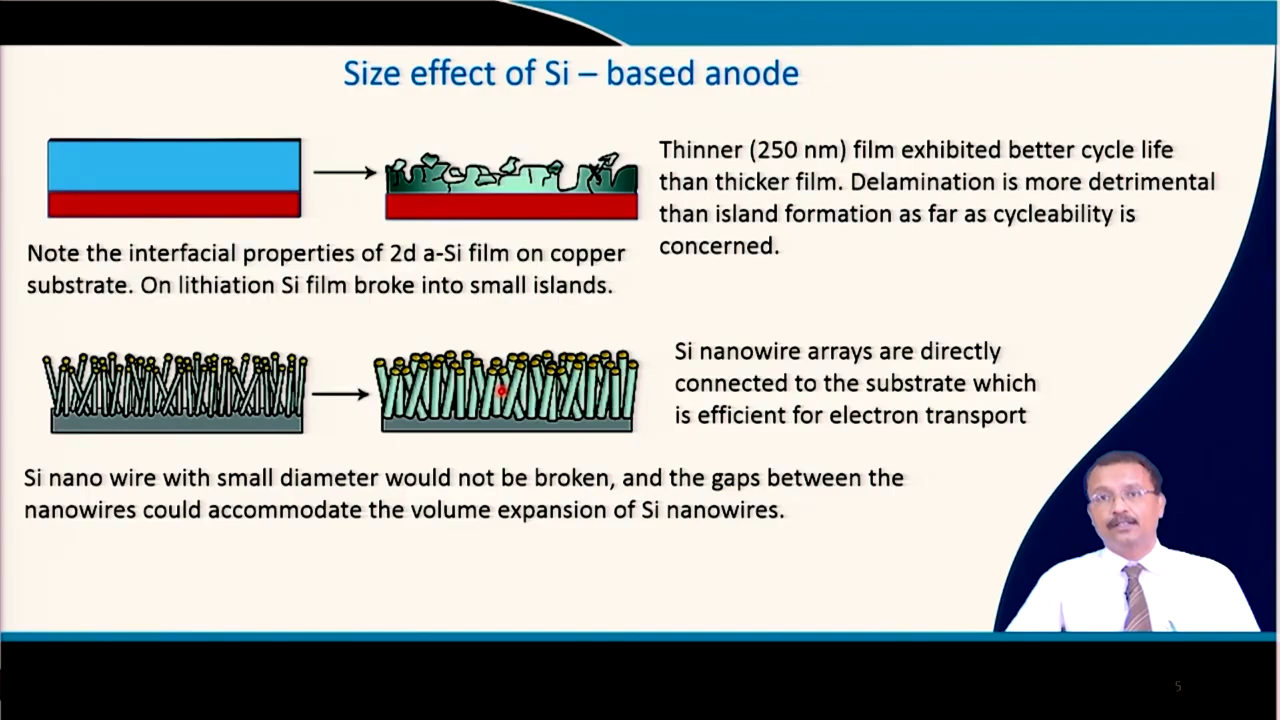 Size effect of Si – based anode
Thinner (250 nm) film exhibited better cycle life
than thicker film. Delamination is more detrimental
than island formation as far as cycleability is
concerned.
Note the interfacial properties of 2d a-Si film on copper
substrate. On lithiation Si film broke into small islands.
Si nanowire arrays are directly
connected to the substrate which
is efficient for electron transport
Si nano wire with small diameter would not be broken, and the gaps between the
nanowires could accommodate the volume expansion of Si nanowires.
5